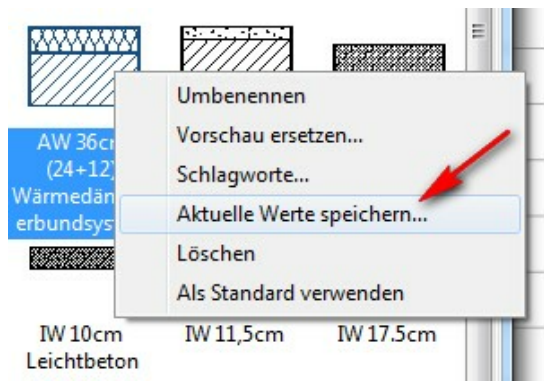 Umbenennen
Vorschau ersetzen...
Schlagworte...
Aktuelle Werte speichern...
Löschen
Als Standard verwenden
AW 36c
(24+12)
Wärmedän
erbundsys
IW 10cm
Leichtbeton
IW 11,5cm
IW 17.5cm